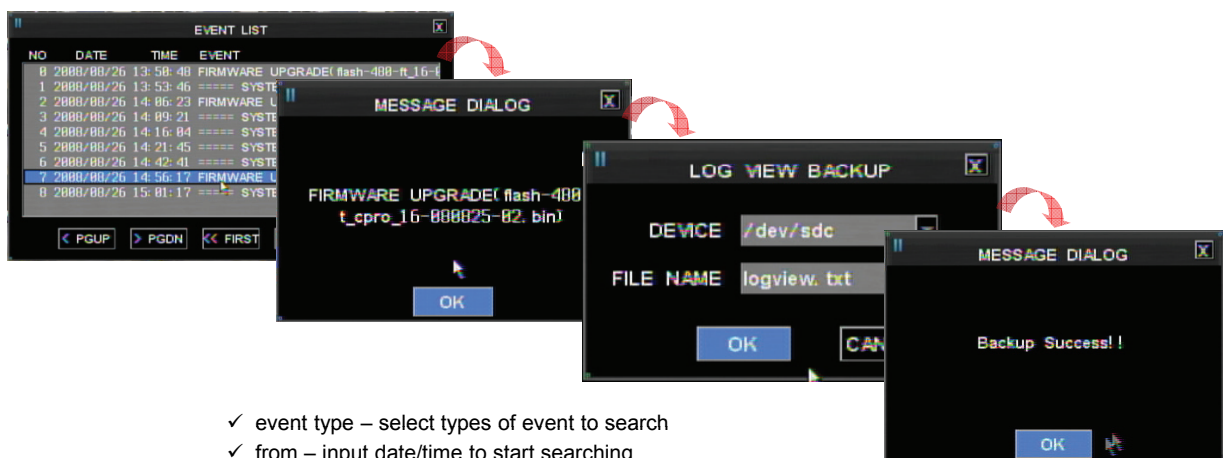 EVENT LIST
NO DATE TIME EVENT
0 2008/08/26 13:50:48 FIRMWARE UPGRADE(flash-480-ft_16-
1 2008/08/26 13:53:46 ===== SYSTE
2 2008/08/26 14:06:23 FIRMWARE U
3 2008/08/26 14:09:21 ===== SYSTE
4 2008/08/26 14:16:04 ===== SYSTE
5 2008/08/26 14:21:45 ===== SYSTE
6 2008/08/26 14:42:41 ===== SYSTE
7 2008/08/26 14:56:17 FIRMWARE U
8 2008/08/26 15:01:17 ===== SYSTE
< PGUP > PGDN << FIRST
MESSAGE DIALOG
FIRMWARE UPGRADE(flash-480
t_cpro_16-080825-02.bin)
OK
LOG VIEW BACKUP
DEVICE /dev/sdc
FILE NAME logview.txt
OK CAN
MESSAGE DIALOG
Backup Success!!
OK
✓ event type – select types of event to search
✓ from – input date/time to start searching